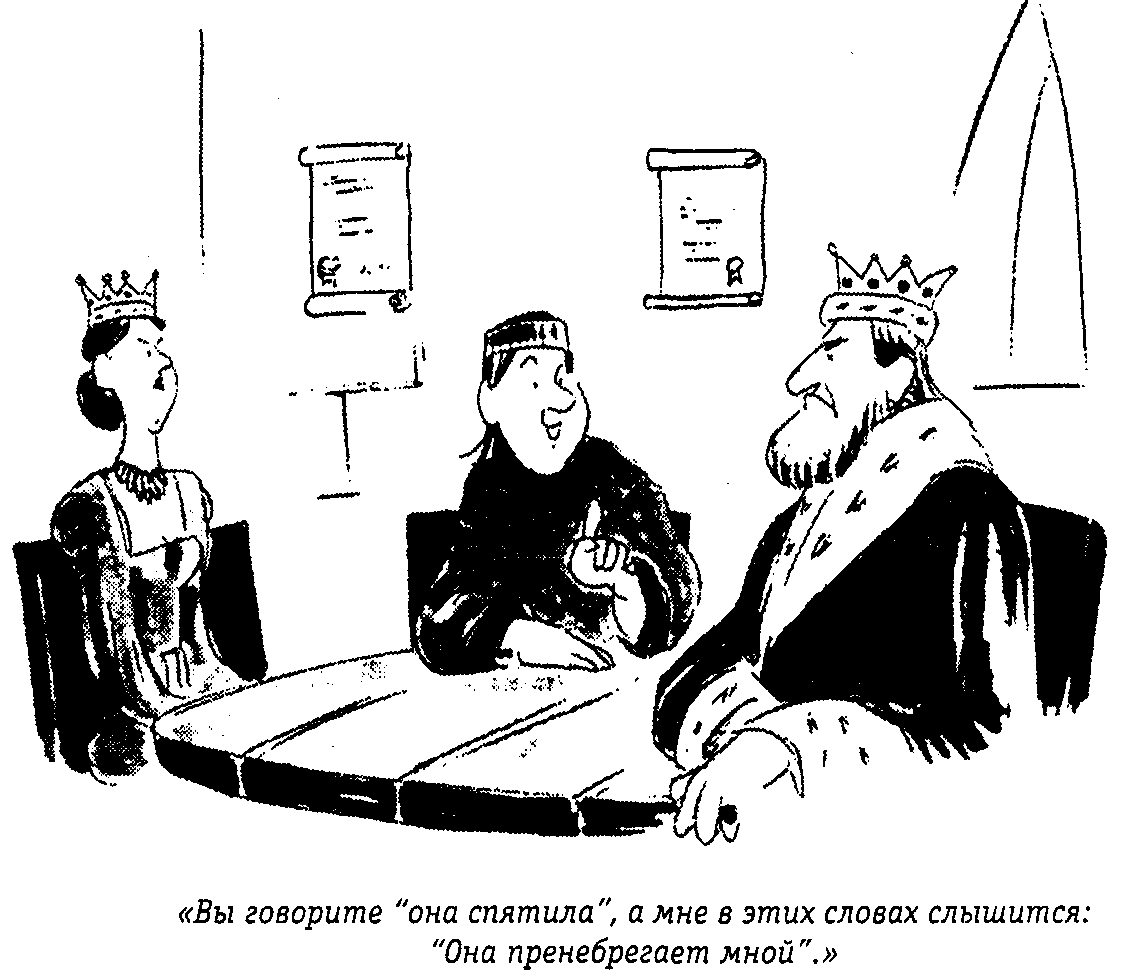 «Вы говорите “она спятила”, а мне в этих словах слышится:
“Она пренебрегает мной”.»